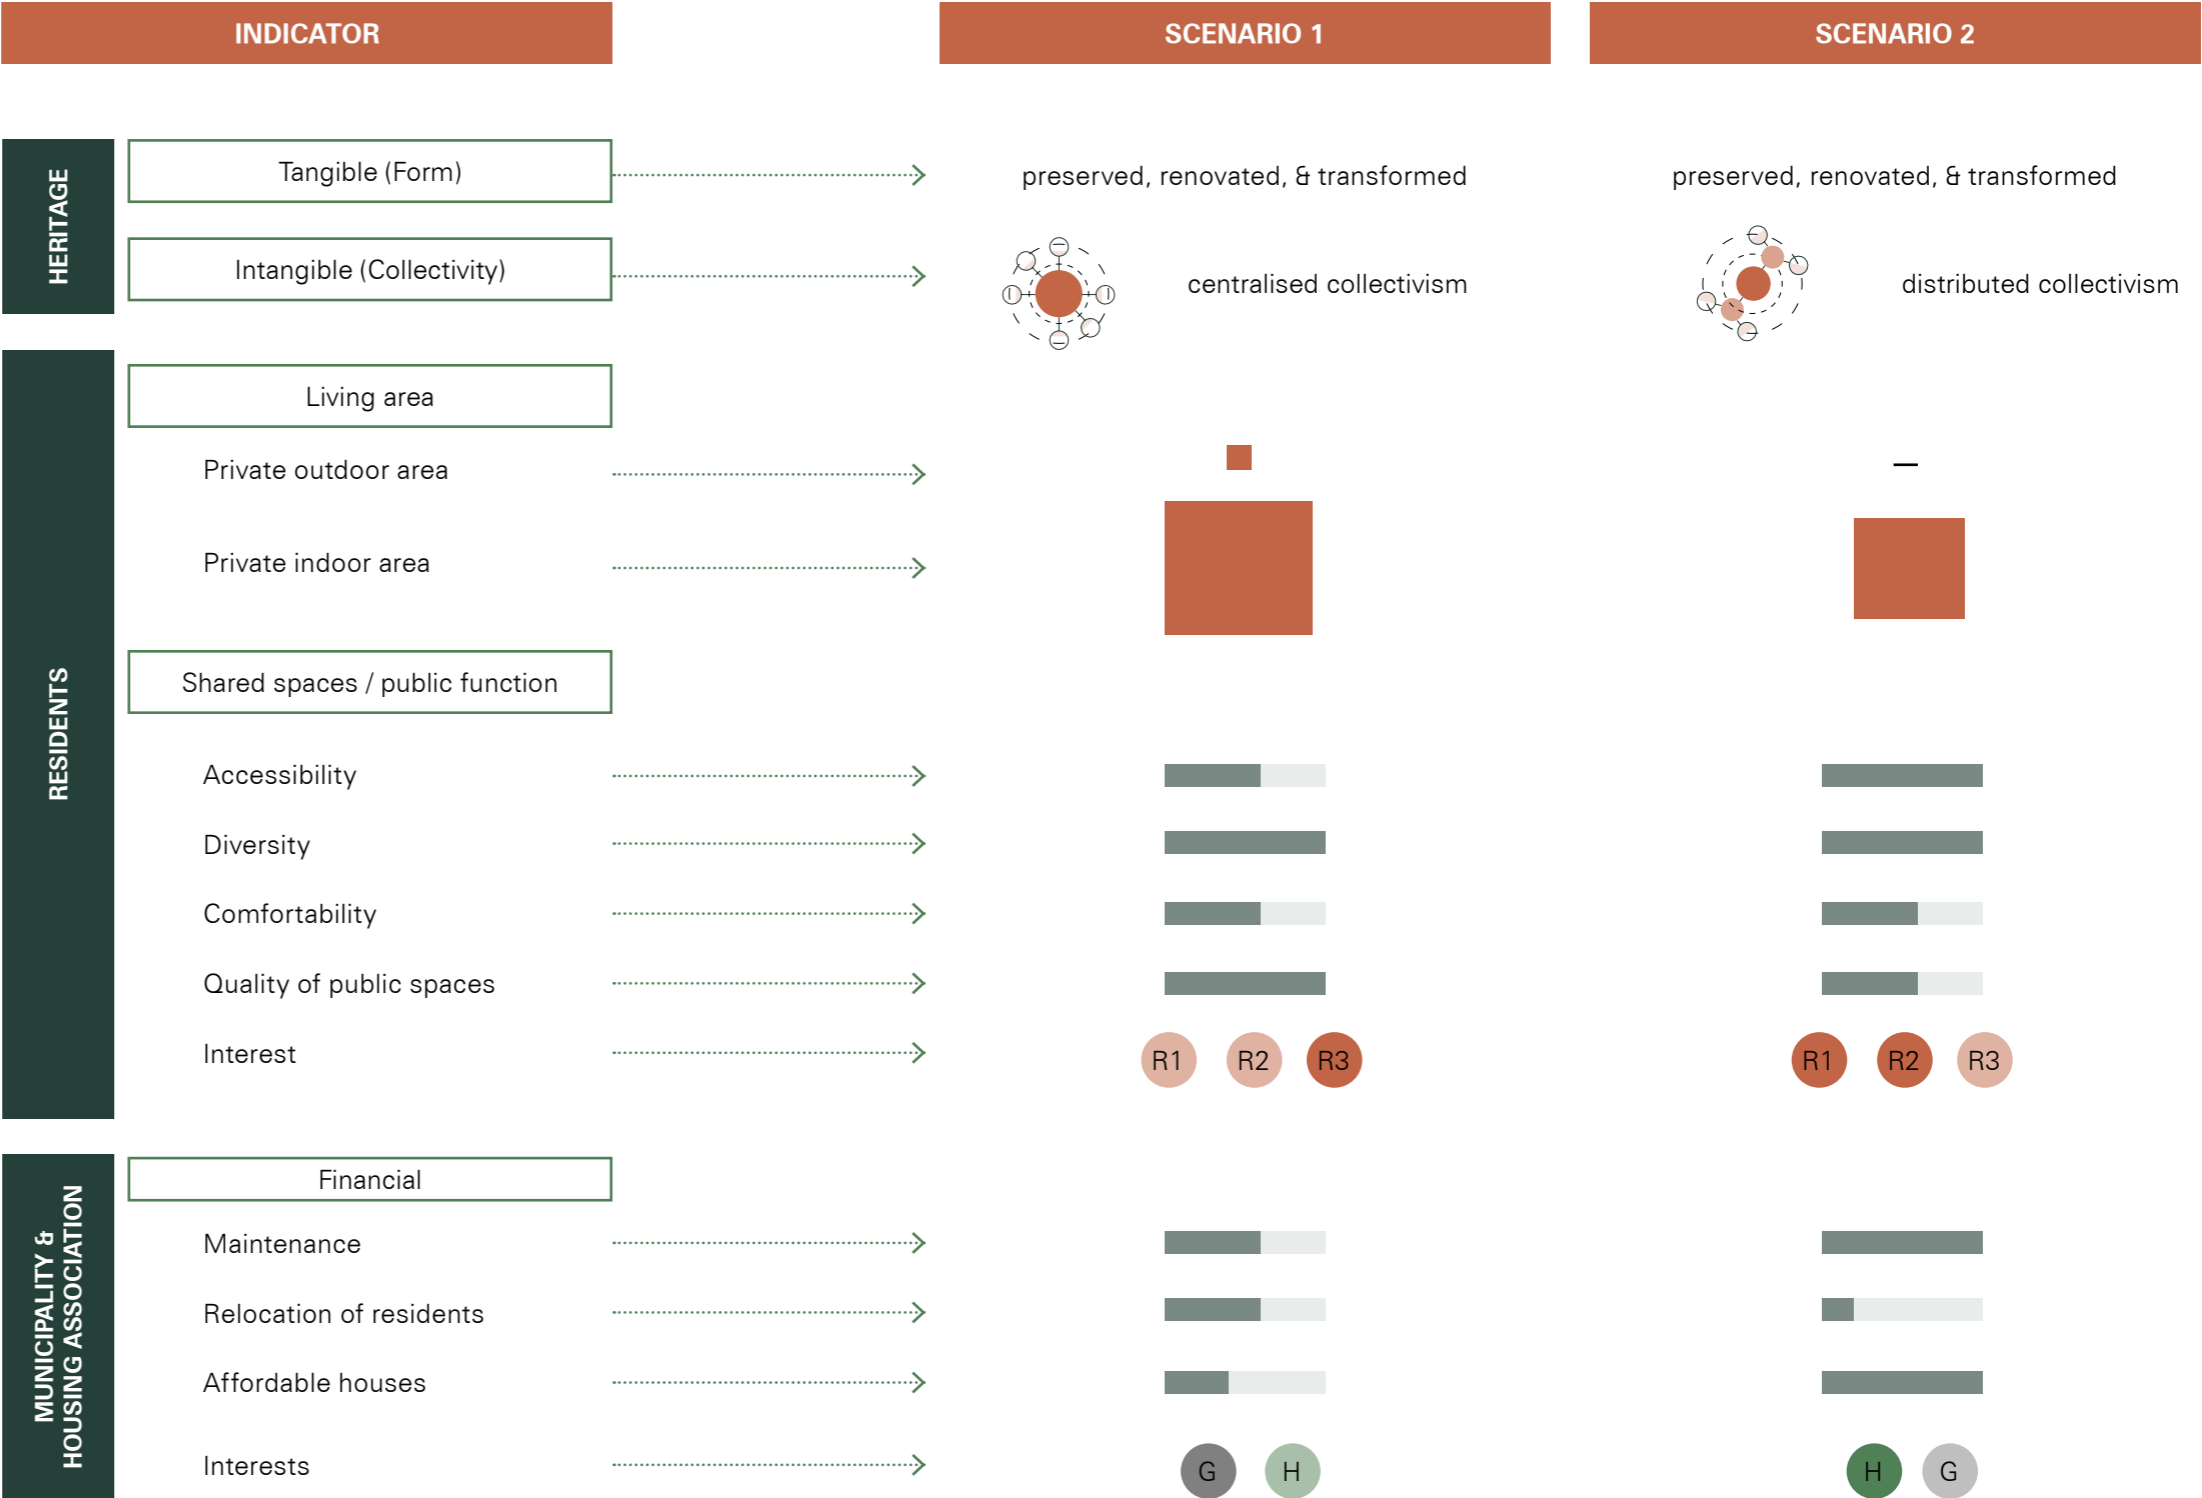 INDICATOR
SCENARIO 1
SCENARIO 2
HERITAGE
Tangible (Form)
preserved, renovated, & transformed
preserved, renovated, & transformed
Intangible (Collectivity)
centralised collectivism
distributed collectivism
RESIDENTS
Living area
Private outdoor area
Private indoor area
Shared spaces / public function
Accessibility
Diversity
Comfortability
Quality of public spaces
Interest
R1 R2 R3
R1 R2 R3
MUNICIPALITY &
HOUSING ASSOCIATION
Financial
Maintenance
Relocation of residents
Affordable houses
Interests
G H
H G